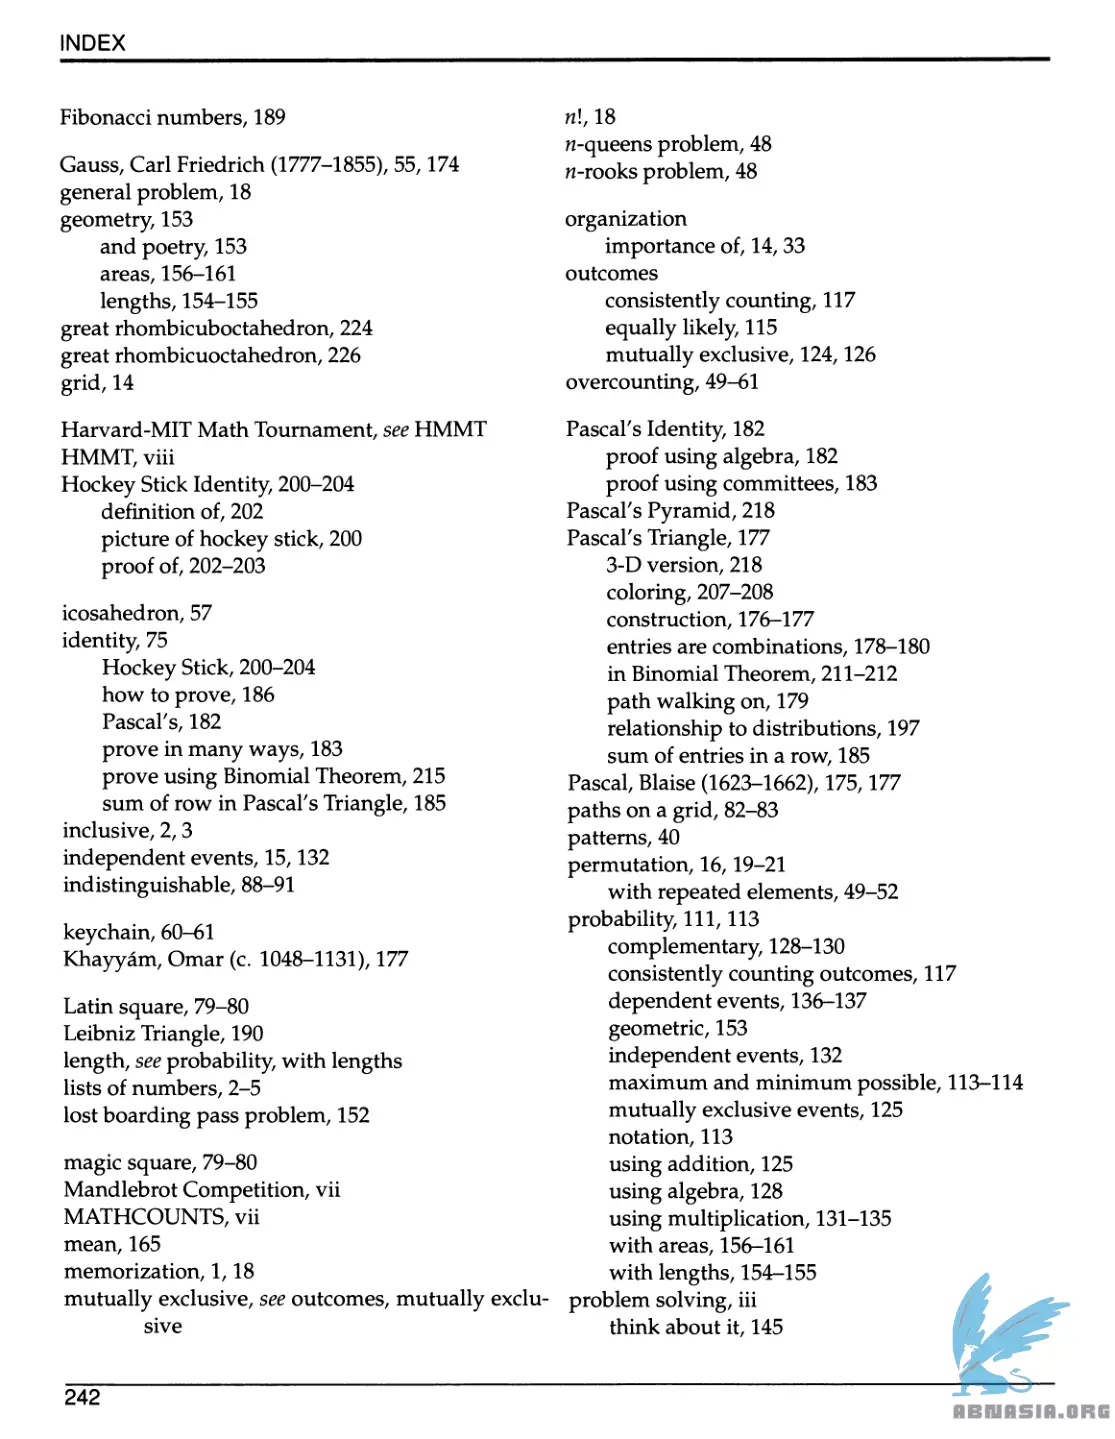 INDEX
Fibonacci numbers, 189
Gauss, Carl Friedrich (1777–1855), 55, 174
general problem, 18
geometry, 153
and poetry, 153
areas, 156–161
lengths, 154–155
great rhombicuboctahedron, 224
great rhombicuoctahedron, 226
grid, 14
Harvard-MIT Math Tournament, see HMMT
HMMT, viii
Hockey Stick Identity, 200–204
definition of, 202
picture of hockey stick, 200
proof of, 202–203
icosahedron, 57
identity, 75
Hockey Stick, 200–204
how to prove, 186
Pascal's, 182
prove in many ways, 183
prove using Binomial Theorem, 215
sum of row in Pascal's Triangle, 185
inclusive, 2, 3
independent events, 15, 132
indistinguishable, 88–91
keychain, 60–61
Khayyám, Omar (c. 1048–1131), 177
Latin square, 79–80
Leibniz Triangle, 190
length, see probability, with lengths
lists of numbers, 2–5
lost boarding pass problem, 152
magic square, 79–80
Mandlebrot Competition, vii
MATHCOUNTS, vii
mean, 165
memorization, 1, 18
mutually exclusive, see outcomes, mutually exclu-
sive
n!, 18
n-queens problem, 48
n-rooks problem, 48
organization
importance of, 14, 33
outcomes
consistently counting, 117
equally likely, 115
mutually exclusive, 124, 126
overcounting, 49–61
Pascal's Identity, 182
proof using algebra, 182
proof using committees, 183
Pascal's Pyramid, 218
Pascal's Triangle, 177
3-D version, 218
coloring, 207–208
construction, 176–177
entries are combinations, 178–180
in Binomial Theorem, 211–212
path walking on, 179
relationship to distributions, 197
sum of entries in a row, 185
Pascal, Blaise (1623–1662), 175, 177
paths on a grid, 82–83
patterns, 40
permutation, 16, 19–21
with repeated elements, 49–52
probability, 111, 113
complementary, 128–130
consistently counting outcomes, 117
dependent events, 136–137
geometric, 153
independent events, 132
maximum and minimum possible, 113–114
mutually exclusive events, 125
notation, 113
using addition, 125
using algebra, 128
using multiplication, 131–135
with areas, 156–161
with lengths, 154–155
problem solving, iii
think about it, 145
242
ABNASIA.ORG